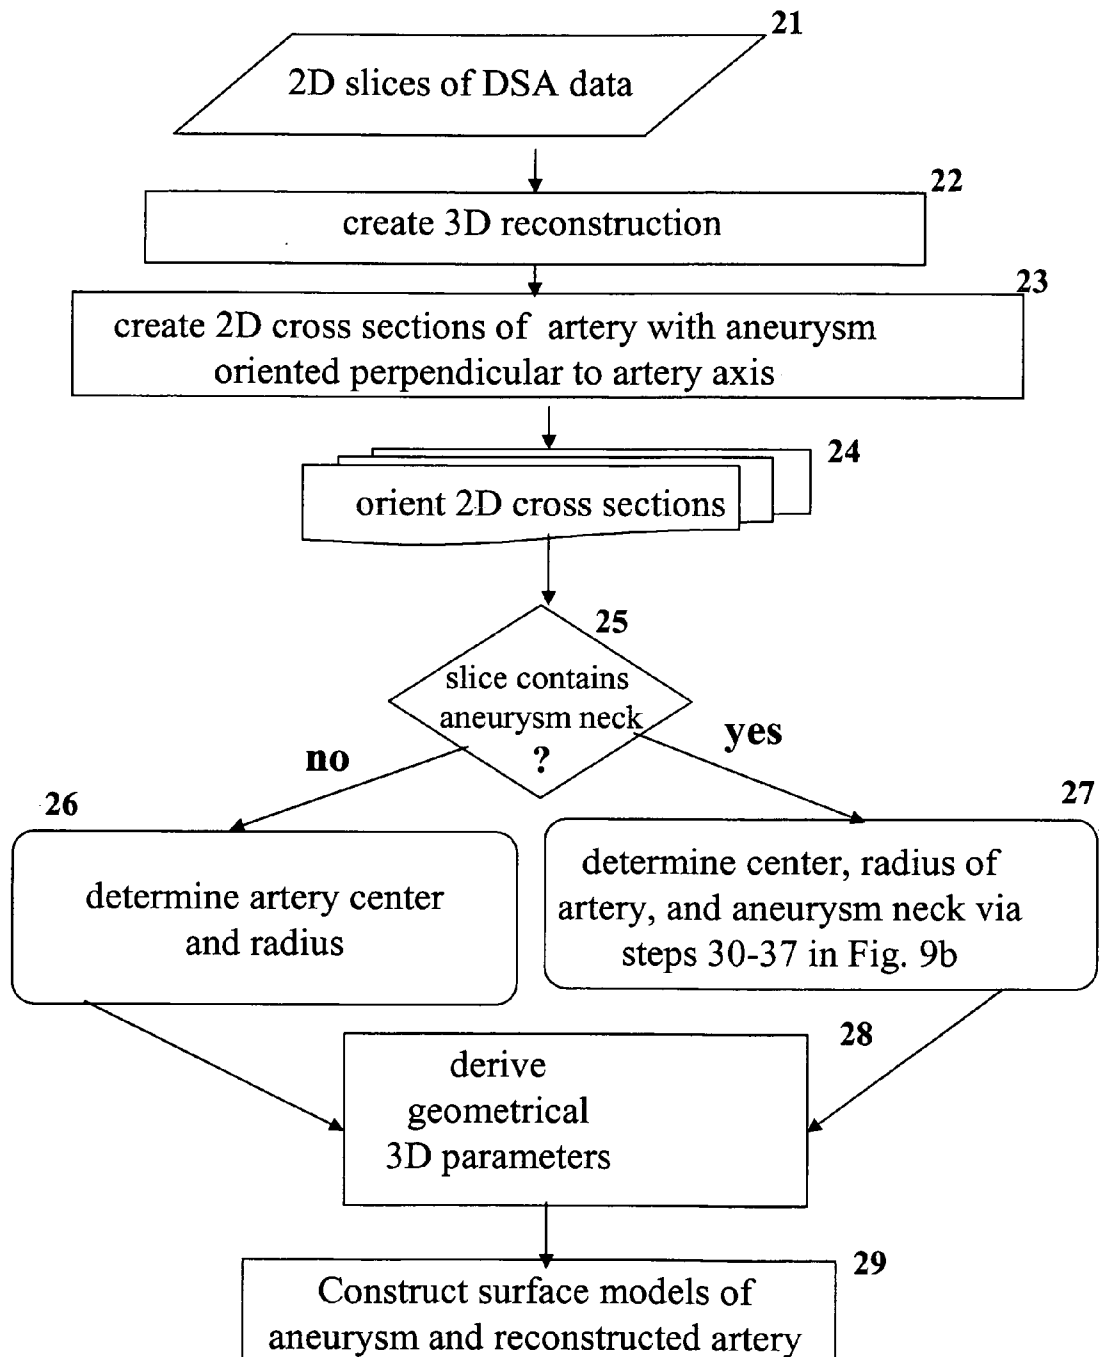 21
2D slices of DSA data
22
create 3D reconstruction
23
create 2D cross sections of artery with aneurysm
oriented perpendicular to artery axis
24
orient 2D cross sections
25
slice contains
aneurysm neck
?
no
yes
26
determine artery center
and radius
27
determine center, radius of
artery, and aneurysm neck via
steps 30-37 in Fig. 9b
28
derive
geometrical
3D parameters
29
Construct surface models of
aneurysm and reconstructed artery